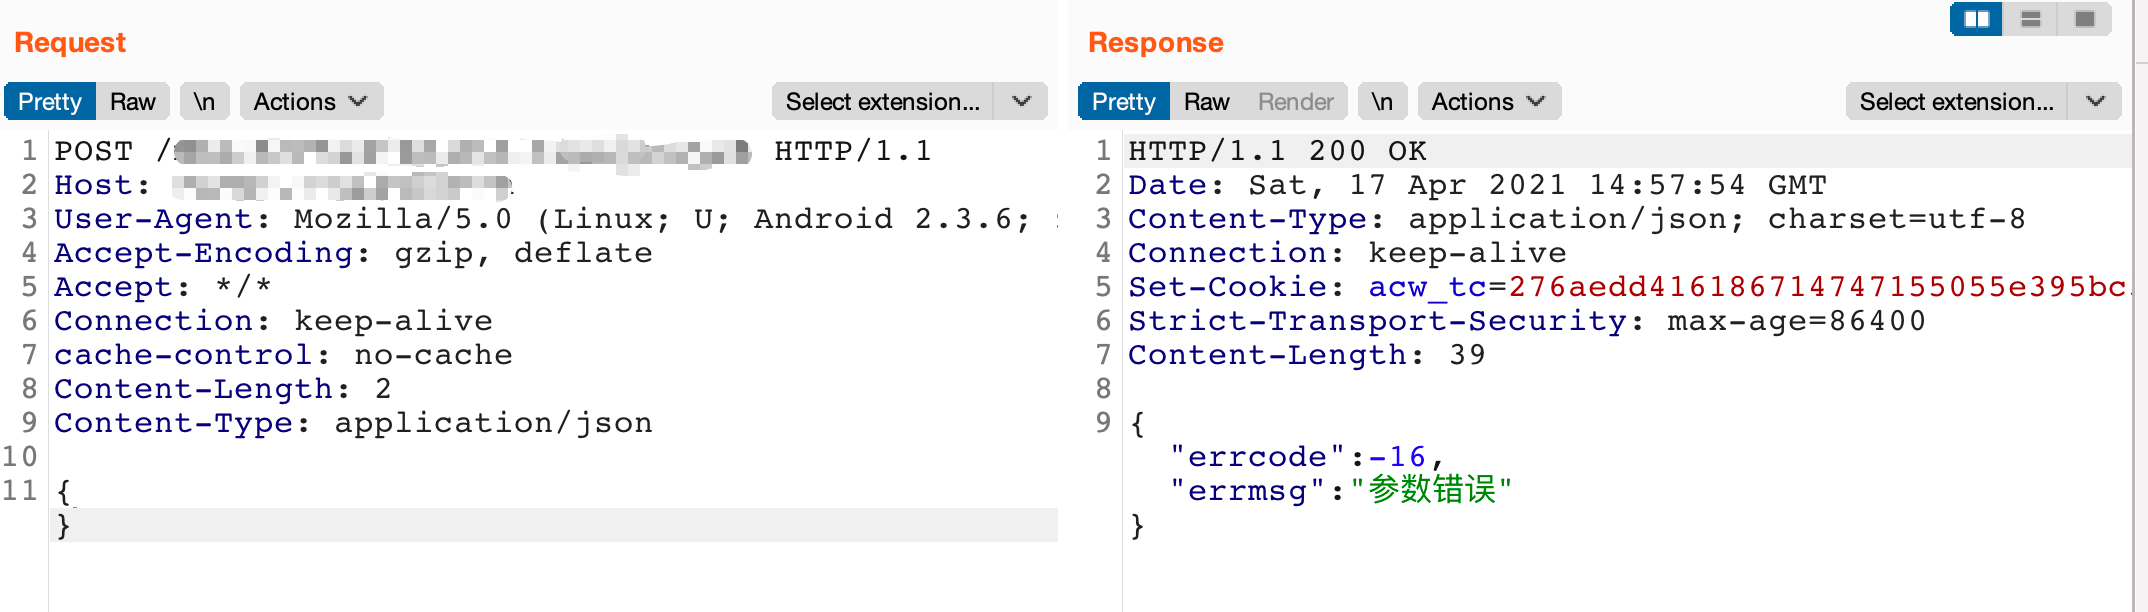 Request
Pretty Raw \n Actions Select extension...
1 POST / HTTP/1.1
2 Host:
3 User-Agent: Mozilla/5.0 (Linux; U; Android 2.3.6;
4 Accept-Encoding: gzip, deflate
5 Accept: */*
6 Connection: keep-alive
7 cache-control: no-cache
8 Content-Length: 2
9 Content-Type: application/json
10
11 {
}
Response
Pretty Raw Render \n Actions Select extension...
1 HTTP/1.1 200 OK
2 Date: Sat, 17 Apr 2021 14:57:54 GMT
3 Content-Type: application/json; charset=utf-8
4 Connection: keep-alive
5 Set-Cookie: acw_tc=276aedd416186714747155055e395bc
6 Strict-Transport-Security: max-age=86400
7 Content-Length: 39
8
9 {
"errcode":-16,
"errmsg":"参数错误"
}